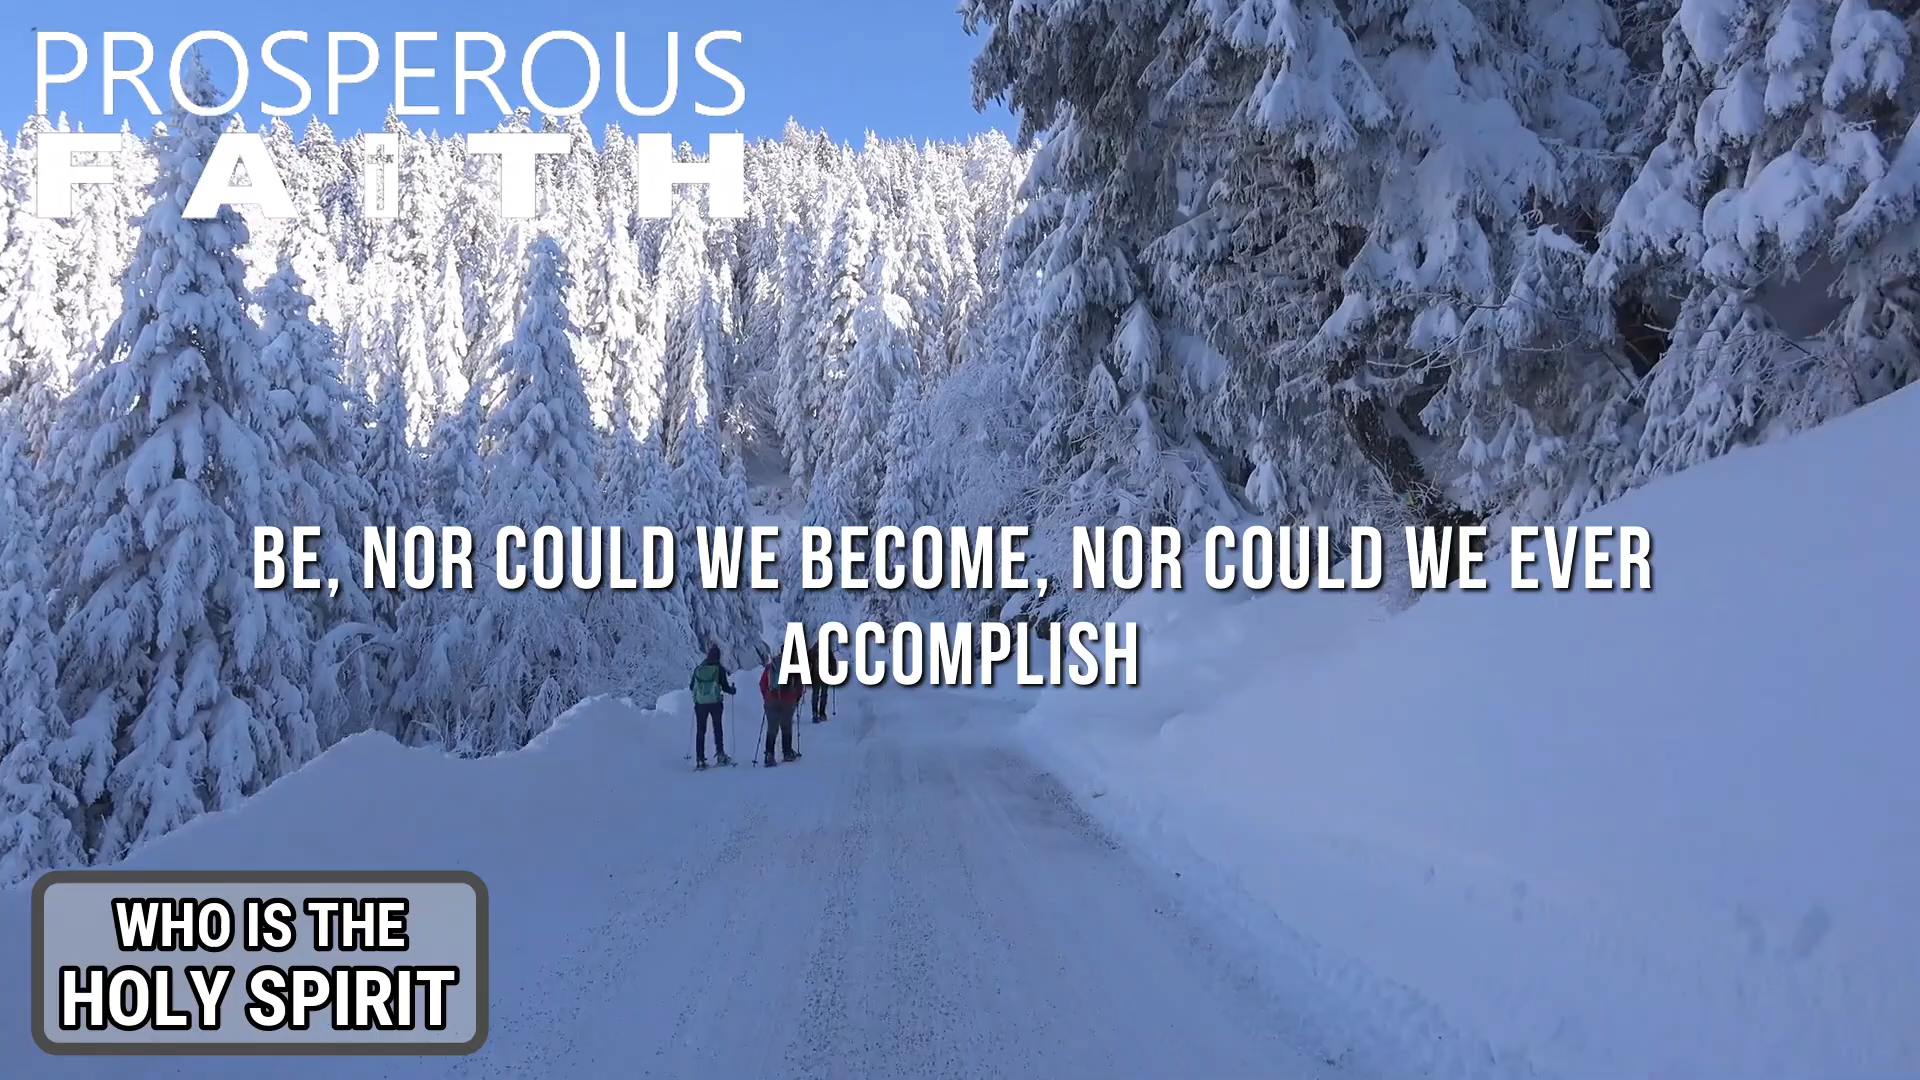 PROSPEROUS
FAITH
BE, NOR COULD WE BECOME, NOR COULD WE EVER
ACCOMPLISH
WHO IS THE
HOLY SPIRIT